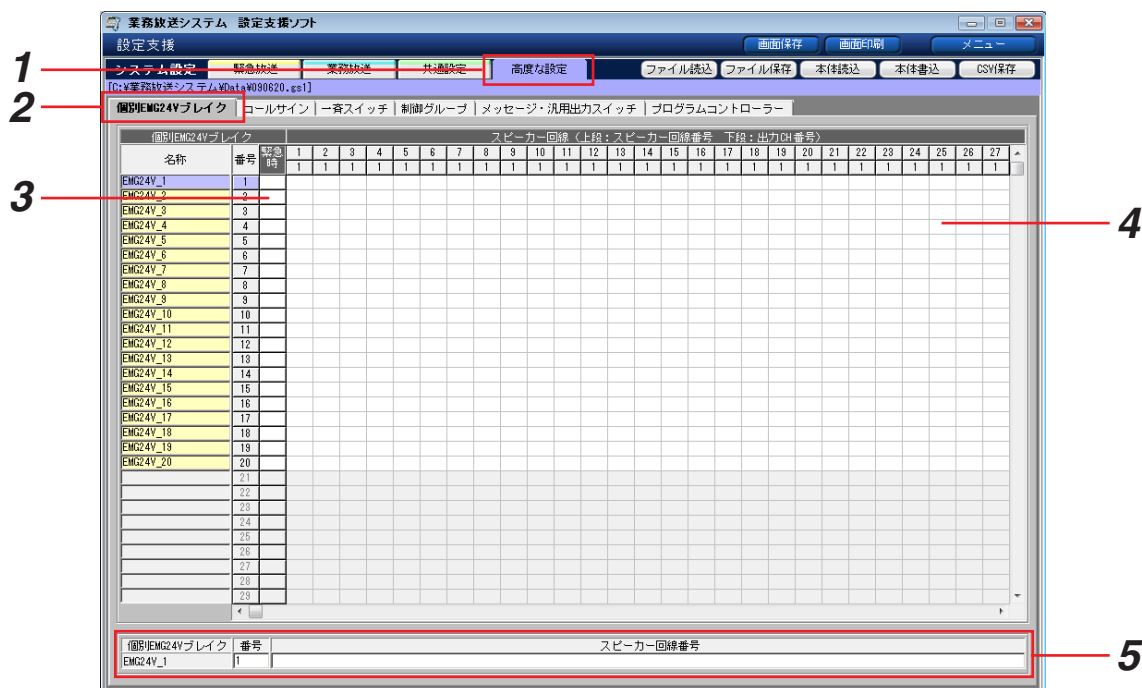 業務放送システム 設定支援ソフト
設定支援 画面保存 画面印刷 メニュー
1
システム設定 緊急放送 業務放送 共通設定 高度な設定 ファイル読込 ファイル保存 本体読込 本体書込 CSV保存
[C:¥業務放送システム¥Data¥090620.gs1]
2
個別EMG24Vブレイク コールサイン 一斉スイッチ 制御グループ メッセージ・汎用出力スイッチ プログラムコントローラー
個別EMG24Vブレイク スピーカー回線（上段：スピーカー回線番号 下段：出力CH番号）
名称 番号 緊急時 1 2 3 4 5 6 7 8 9 10 11 12 13 14 15 16 17 18 19 20 21 22 23 24 25 26 27
1 1 1 1 1 1 1 1 1 1 1 1 1 1 1 1 1 1 1 1 1 1 1 1 1 1 1
EMG24V_1 1
EMG24V_2 2
3
EMG24V_3 3
EMG24V_4 4
4
EMG24V_5 5
EMG24V_6 6
EMG24V_7 7
EMG24V_8 8
EMG24V_9 9
EMG24V_10 10
EMG24V_11 11
EMG24V_12 12
EMG24V_13 13
EMG24V_14 14
EMG24V_15 15
EMG24V_16 16
EMG24V_17 17
EMG24V_18 18
EMG24V_19 19
EMG24V_20 20
21
22
23
24
25
26
27
28
29
個別EMG24Vブレイク 番号 スピーカー回線番号
EMG24V_1 1
5